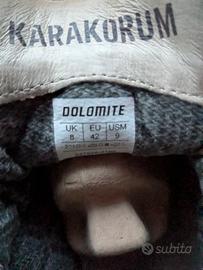 KARAKORUM
DOLOMITE
UK EU USM
8 42 9
subito